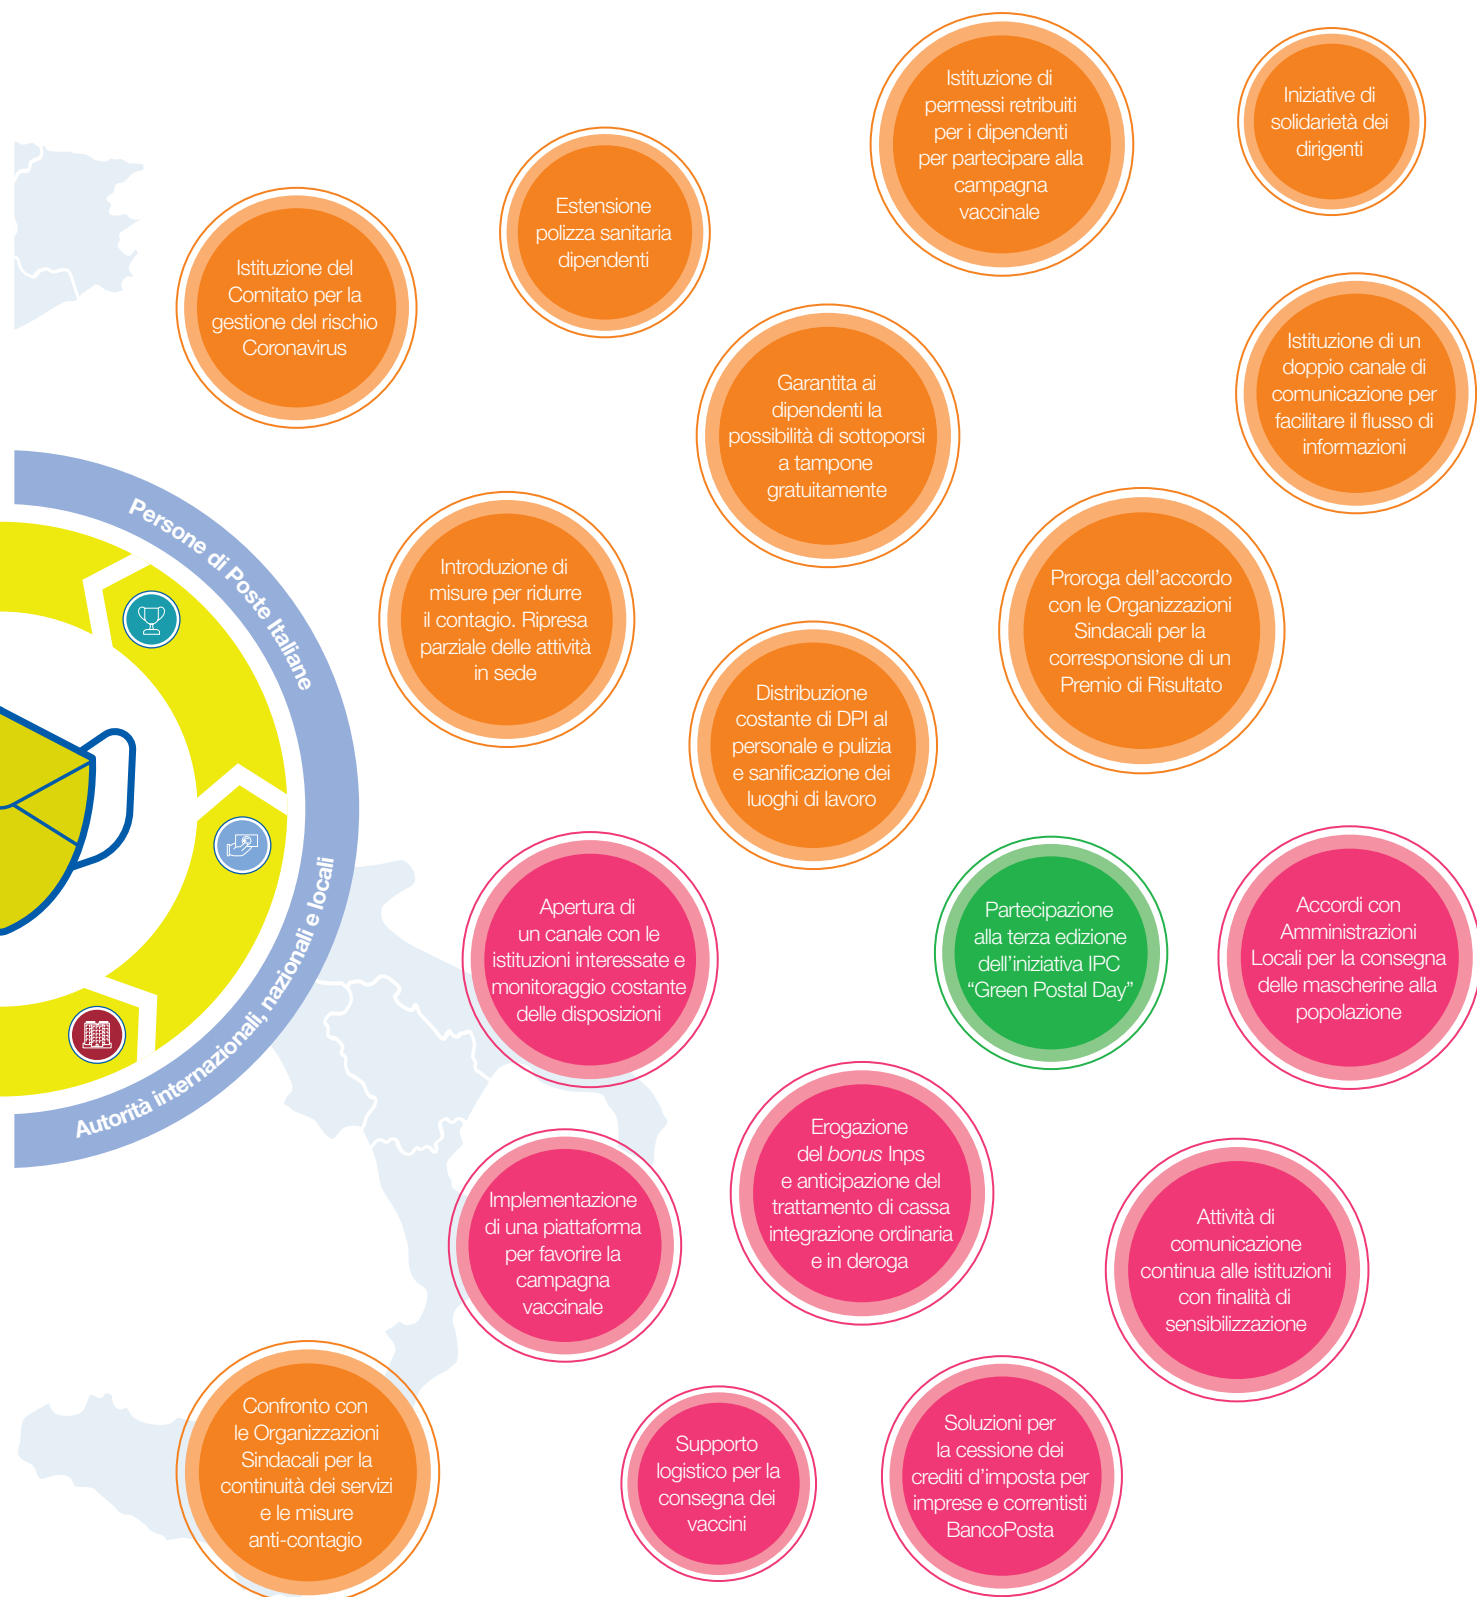 Istituzione di
permessi retribuiti
per i dipendenti
per partecipare alla
campagna
vaccinale
Iniziative di
solidarietà dei
dirigenti
Estensione
polizza sanitaria
dipendenti
Istituzione del
Comitato per la
gestione del rischio
Coronavirus
Istituzione di un
doppio canale di
comunicazione per
facilitare il flusso di
informazioni
Garantita ai
dipendenti la
possibilità di sottoporsi
a tampone
gratuitamente
Persone di Poste Italiane
Introduzione di
misure per ridurre
il contagio. Ripresa
parziale delle attività
in sede
Proroga dell'accordo
con le Organizzazioni
Sindacali per la
corresponsione di un
Premio di Risultato
Distribuzione
costante di DPI al
personale e pulizia
e sanificazione dei
luoghi di lavoro
Autorità internazionali, nazionali e locali
Apertura di
un canale con le
istituzioni interessate e
monitoraggio costante
delle disposizioni
Partecipazione
alla terza edizione
dell'iniziativa IPC
“Green Postal Day”
Accordi con
Amministrazioni
Locali per la consegna
delle mascherine alla
popolazione
Erogazione
del bonus Inps
e anticipazione del
trattamento di cassa
integrazione ordinaria
e in deroga
Implementazione
di una piattaforma
per favorire la
campagna
vaccinale
Attività di
comunicazione
continua alle istituzioni
con finalità di
sensibilizzazione
Confronto con
le Organizzazioni
Sindacali per la
continuità dei servizi
e le misure
anti-contagio
Supporto
logistico per la
consegna dei
vaccini
Soluzioni per
la cessione dei
crediti d'imposta per
imprese e correntisti
BancoPosta